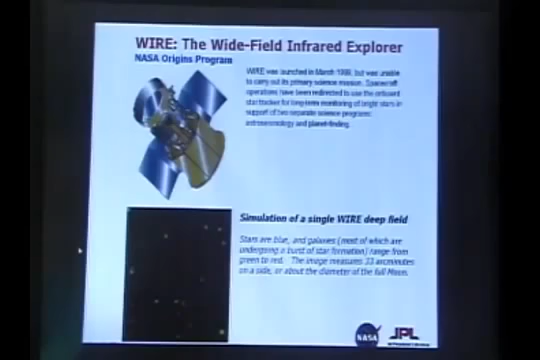 WIRE: The Wide-Field Infrared Explorer
NASA Origins Program
WIRE was launched in March 1999, but was unable
to carry out its primary science mission. Spacecraft
operations have been redirected to use the onboard
star tracker for long-term monitoring of bright stars in
support of two separate science programs:
astroseismology and planet-finding.
Simulation of a single WIRE deep field
Stars are blue, and galaxies (most of which are
undergoing a burst of star formation) range from
green to red. The image measures 33 arcminutes
on a side, or about the diameter of the full Moon.
NASA
JPL